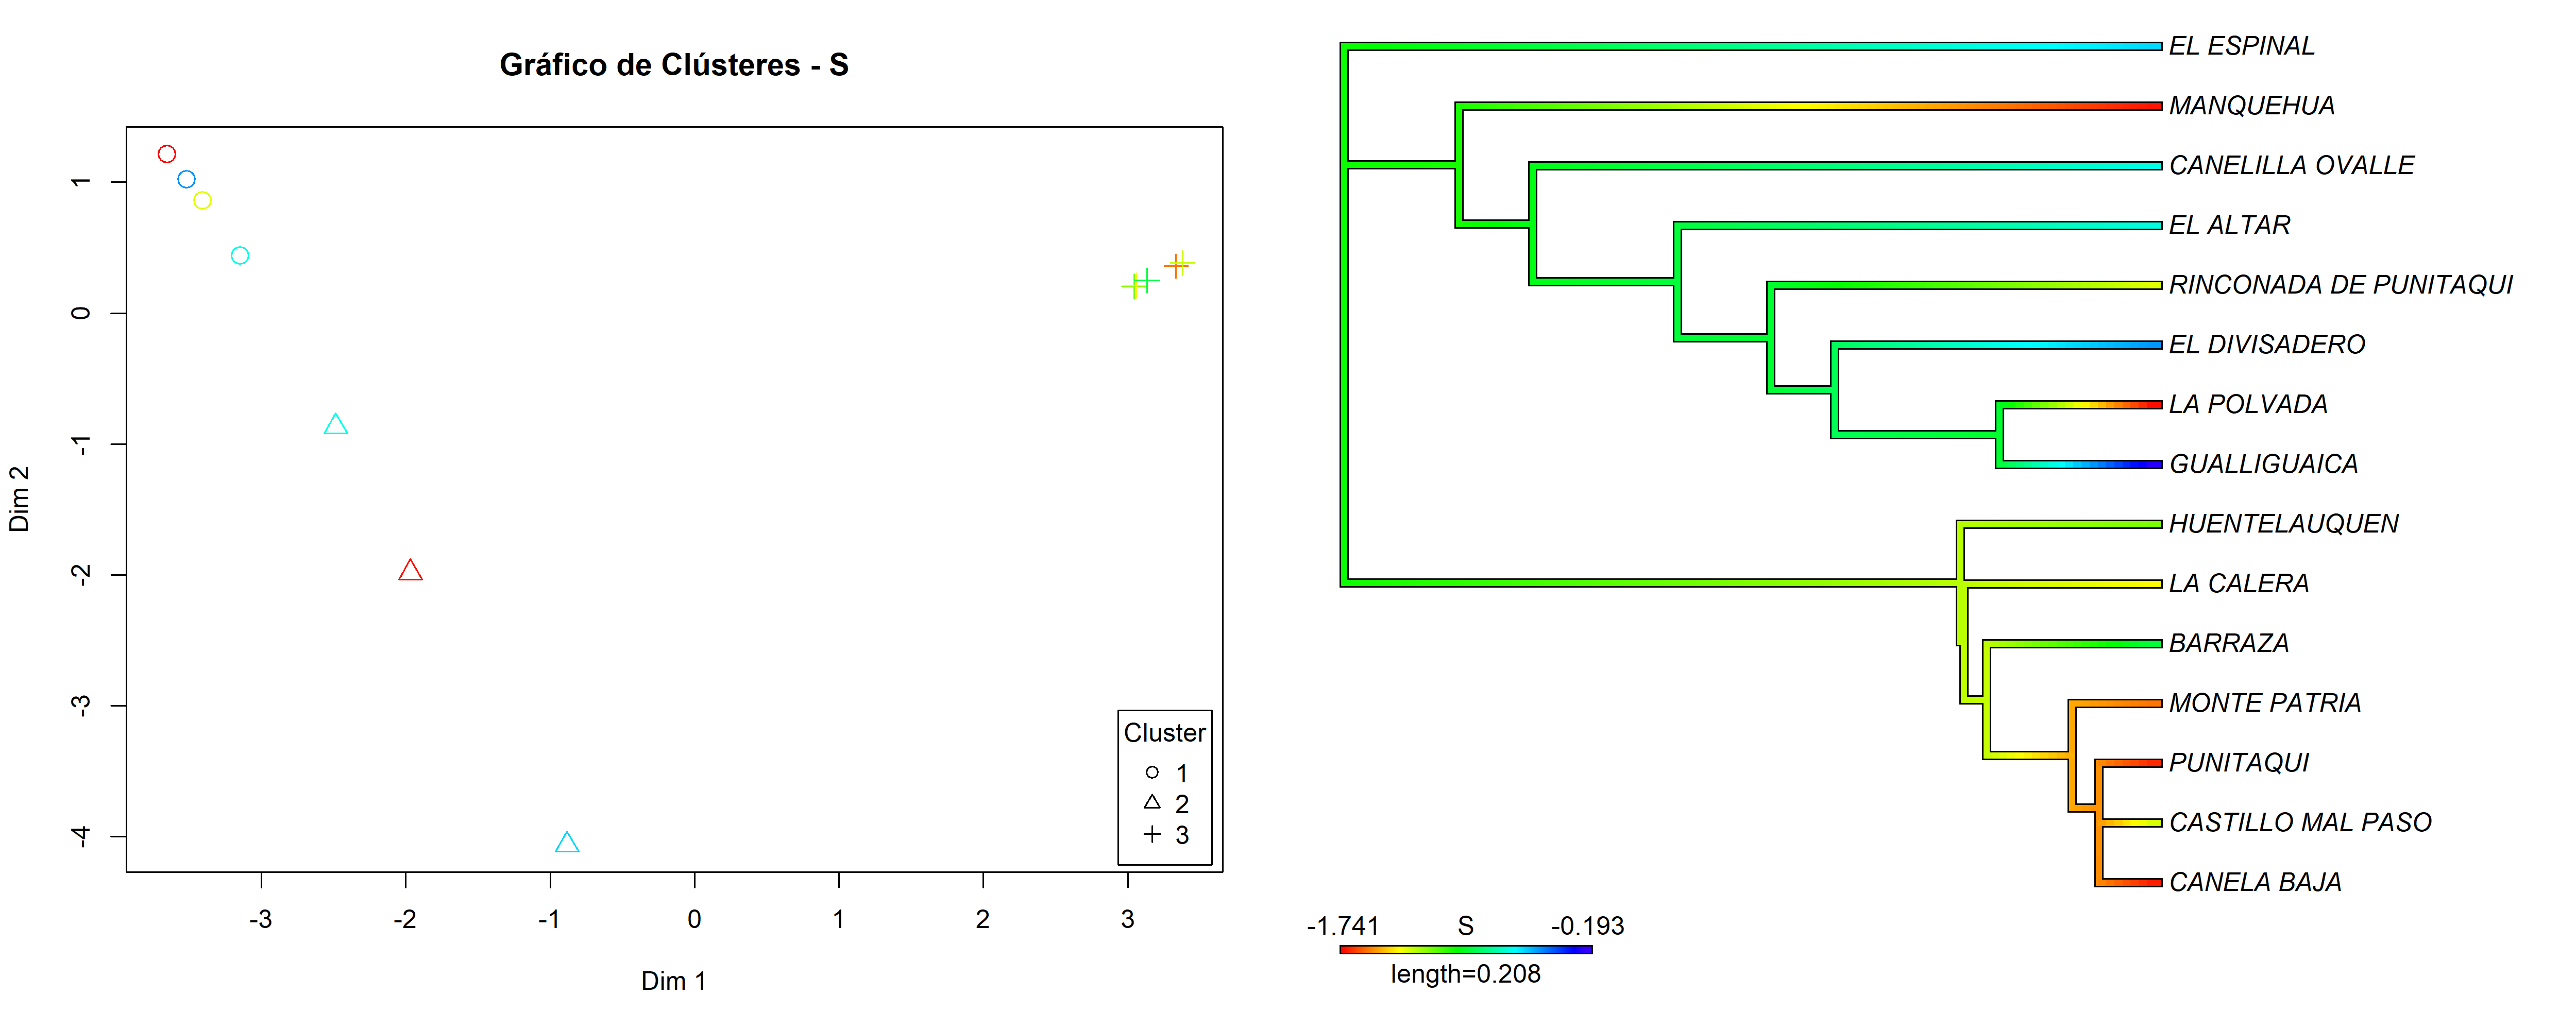 Gráfico de Clústeres - S
Dim 2
1
0
-1
-2
-3
-4
-3
-2
-1
0
1
2
3
Dim 1
Cluster
1
2
3
EL ESPINAL
MANQUEHUA
CANELILLA OVALLE
EL ALTAR
RINCONADA DE PUNITAQUI
EL DIVISADERO
LA POLVADA
GUALLIGUAICA
HUENTELAUQUEN
LA CALERA
BARRAZA
MONTE PATRIA
PUNITAQUI
CASTILLO MAL PASO
CANELA BAJA
-1.741 S -0.193
length=0.208